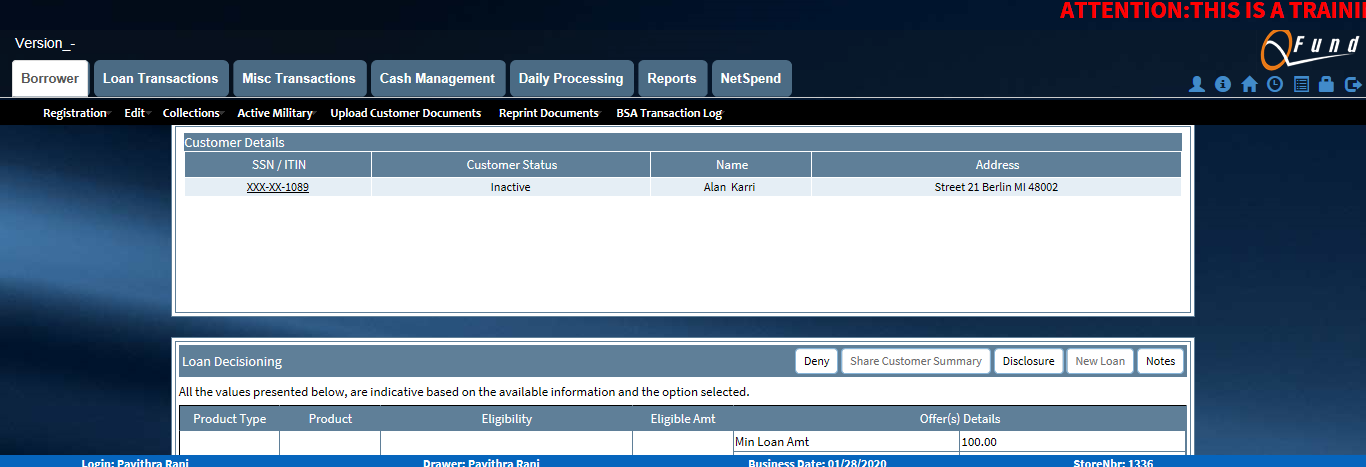 ATTENTION:THIS IS A TRAINI
Version_-
QFund
Borrower Loan Transactions Misc Transactions Cash Management Daily Processing Reports NetSpend
Registration Edit Collections Active Military Upload Customer Documents Reprint Documents BSA Transaction Log
Customer Details
SSN / ITIN Customer Status Name Address
XXX-XX-1089 Inactive Alan Karri Street 21 Berlin MI 48002
Loan Decisioning Deny Share Customer Summary Disclosure New Loan Notes
All the values presented below, are indicative based on the available information and the option selected.
Product Type Product Eligibility Eligible Amt Offer(s) Details
Min Loan Amt 100.00
Login: Pavithra Rani Drawer: Pavithra Rani Business Date: 01/28/2020 StoreNbr: 1336